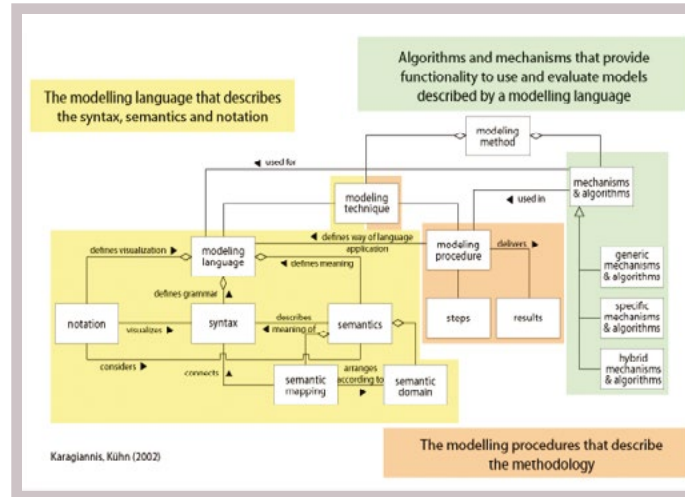 Algorithms and mechanisms that provide
functionality to use and evaluate models
described by a modelling language
The modelling language that describes
the syntax, semantics and notation
modeling
method
◀ used for
mechanisms
& algorithms
modeling
technique
◀ used in
◀ defines way of language
application
defines visualization ▶
modeling
language
◀ defines meaning
modeling
procedure
delivers ▶
generic
mechanisms
& algorithms
defines grammar ▲
notation
visualizes ▶
syntax
describes
◀ meaning of
semantics
steps
results
specific
mechanisms
& algorithms
considers ▶
connects ▲
semantic
mapping
arranges
according to
▶
semantic
domain
hybrid
mechanisms
& algorithms
Karagiannis, Kühn (2002)
The modelling procedures that describe
the methodology